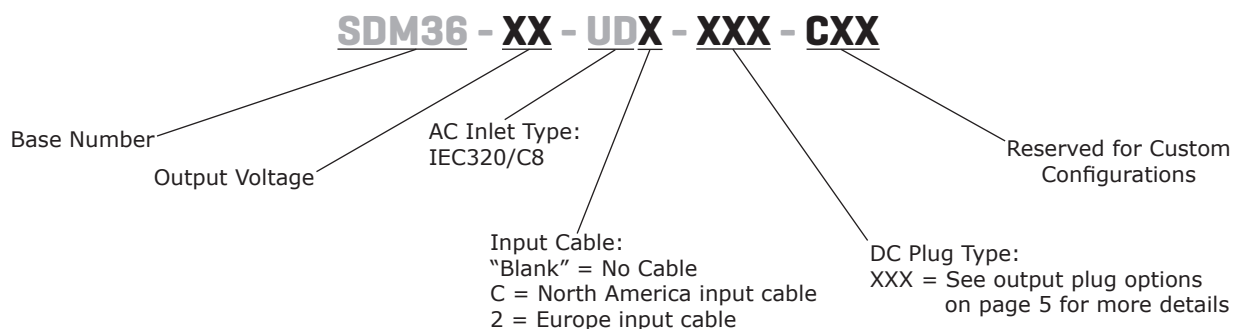 SDM36 - XX - UDX - XXX - CXX
Base Number
Output Voltage
AC Inlet Type:
IEC320/C8
Input Cable:
“Blank” = No Cable
C = North America input cable
2 = Europe input cable
DC Plug Type:
XXX = See output plug options
on page 5 for more details
Reserved for Custom
Configurations